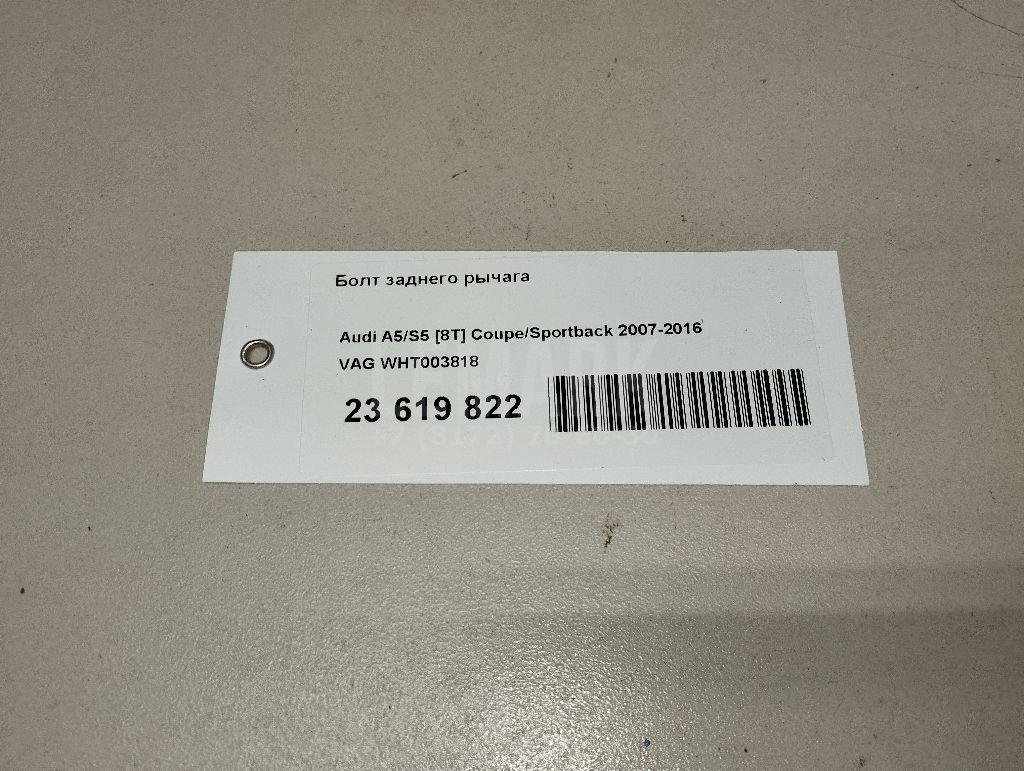 Болт заднего рычага
Audi A5/S5 [8T] Coupe/Sportback 2007-2016
VAG WHT003818
23 619 822